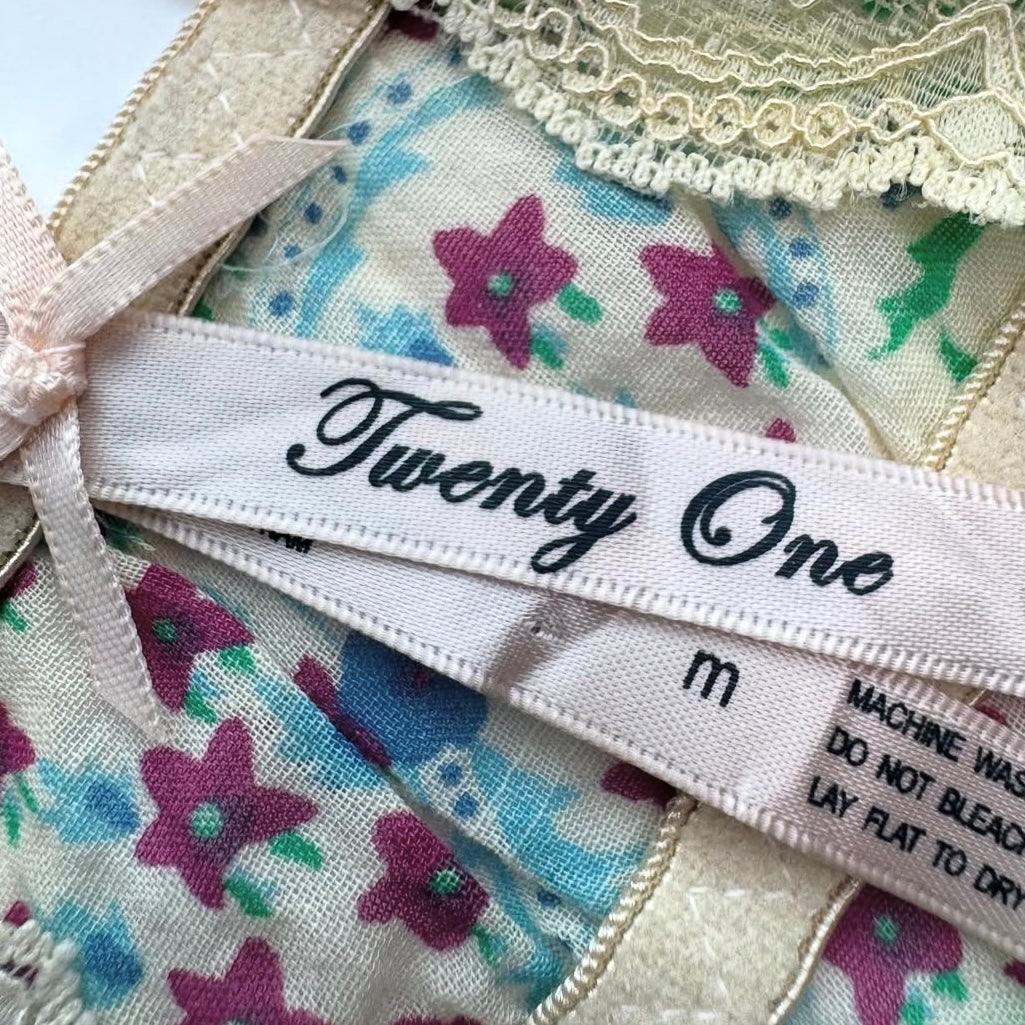 Twenty One
m
MACHINE WAS
DO NOT BLEACH
LAY FLAT TO DRY